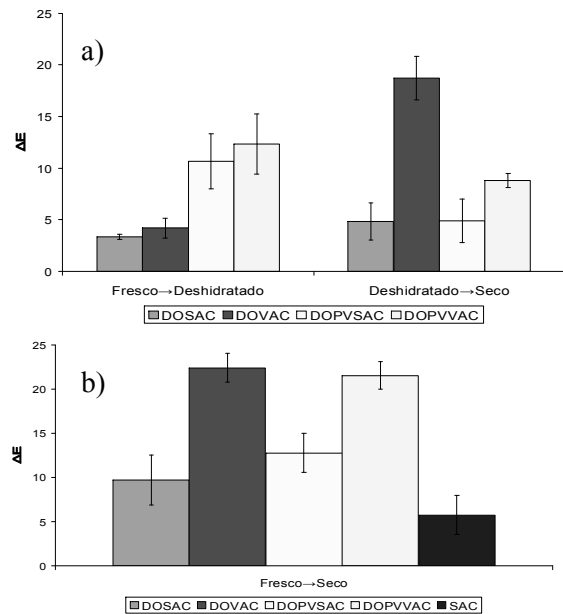 a)
25
20
15
10
5
0
ΔE
Fresco→Deshidratado Deshidratado→Seco
DOSAC DOVAC DOPVSAC DOPVVAC
b)
25
20
15
10
5
0
ΔE
Fresco→Seco
DOSAC DOVAC DOPVSAC DOPVVAC SAC